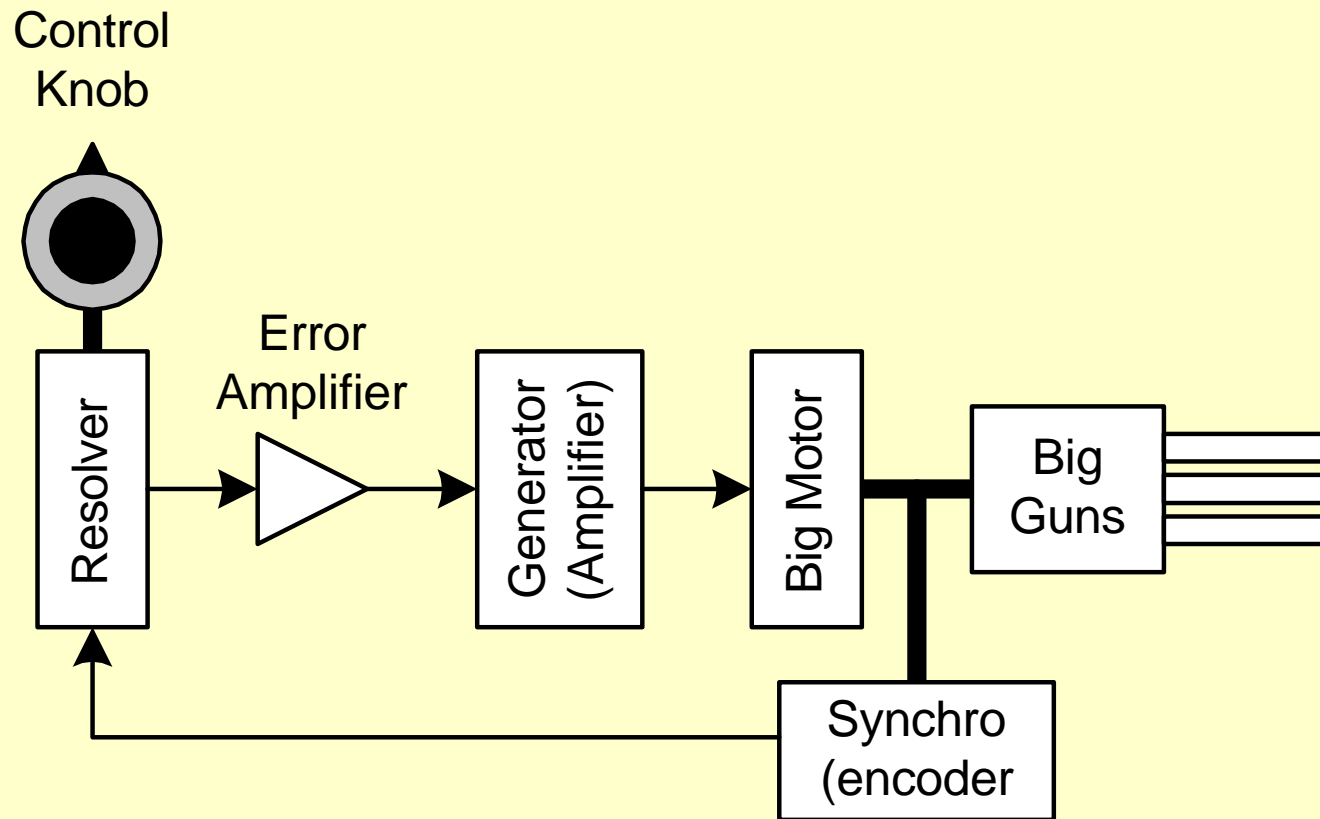 Control
Knob
Error
Amplifier
Resolver
Generator
(Amplifier)
Big Motor
Big
Guns
Synchro
(encoder